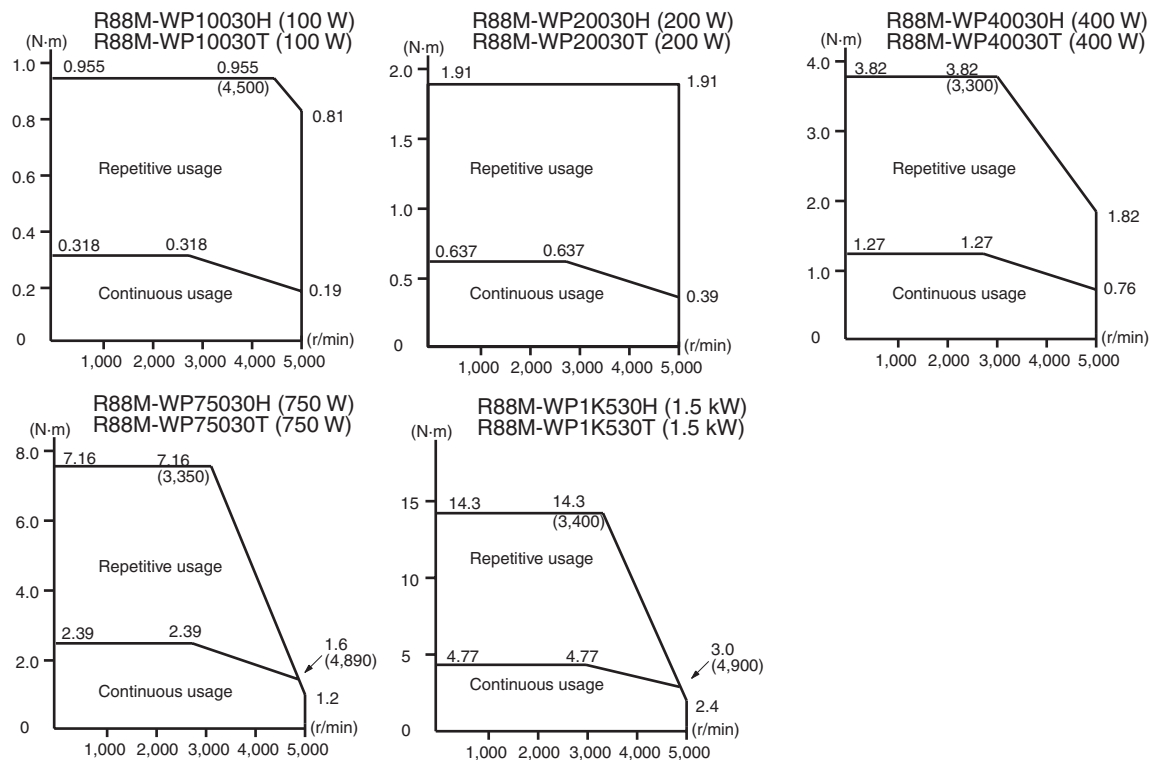 R88M-WP10030H (100 W)
R88M-WP10030T (100 W)
(N·m)
1.0
0.8
0.6
0.4
0.2
0
0.955
0.955
(4,500)
0.81
Repetitive usage
0.318
0.318
Continuous usage
0.19
(r/min)
1,000 2,000 3,000 4,000 5,000
R88M-WP20030H (200 W)
R88M-WP20030T (200 W)
(N·m)
2.0
1.5
1.0
0.5
0
1.91
1.91
Repetitive usage
0.637
0.637
Continuous usage
0.39
(r/min)
1,000 2,000 3,000 4,000 5,000
R88M-WP40030H (400 W)
R88M-WP40030T (400 W)
(N·m)
4.0
3.0
2.0
1.0
0
3.82
3.82
(3,300)
Repetitive usage
1.82
1.27
1.27
Continuous usage
0.76
(r/min)
1,000 2,000 3,000 4,000 5,000
R88M-WP75030H (750 W)
R88M-WP75030T (750 W)
(N·m)
8.0
6.0
4.0
2.0
0
7.16
7.16
(3,350)
Repetitive usage
2.39
2.39
1.6
(4,890)
Continuous usage
1.2
(r/min)
1,000 2,000 3,000 4,000 5,000
R88M-WP1K530H (1.5 kW)
R88M-WP1K530T (1.5 kW)
(N·m)
15
10
5
0
14.3
14.3
(3,400)
Repetitive usage
4.77
4.77
3.0
(4,900)
Continuous usage
2.4
(r/min)
1,000 2,000 3,000 4,000 5,000